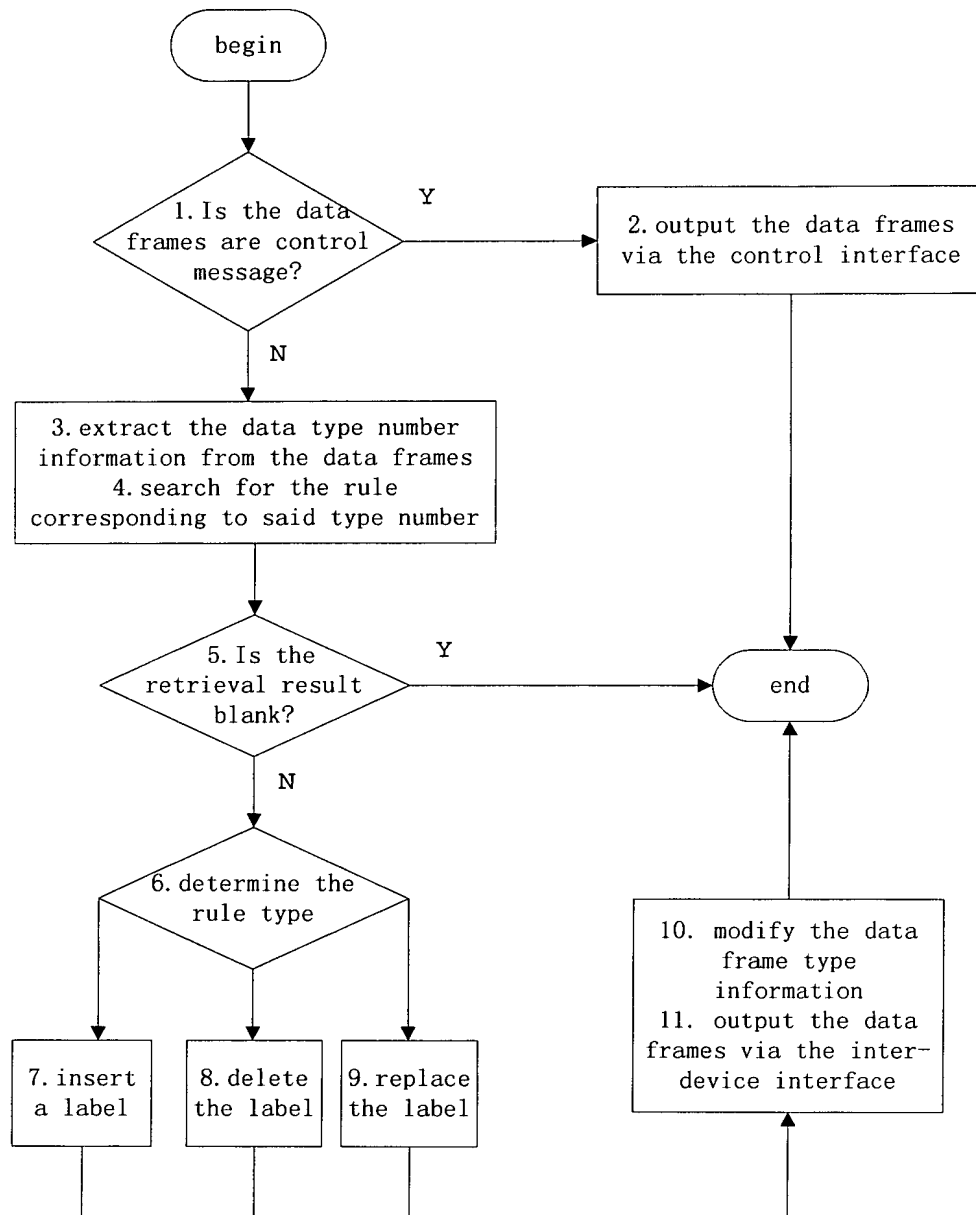 begin
1. Is the data
frames are control
message?
Y
2. output the data frames
via the control interface
N
3. extract the data type number
information from the data frames
4. search for the rule
corresponding to said type number
5. Is the
retrieval result
blank?
Y
end
N
6. determine the
rule type
7. insert
a label
8. delete
the label
9. replace
the label
10. modify the data
frame type
information
11. output the data
frames via the inter-
device interface